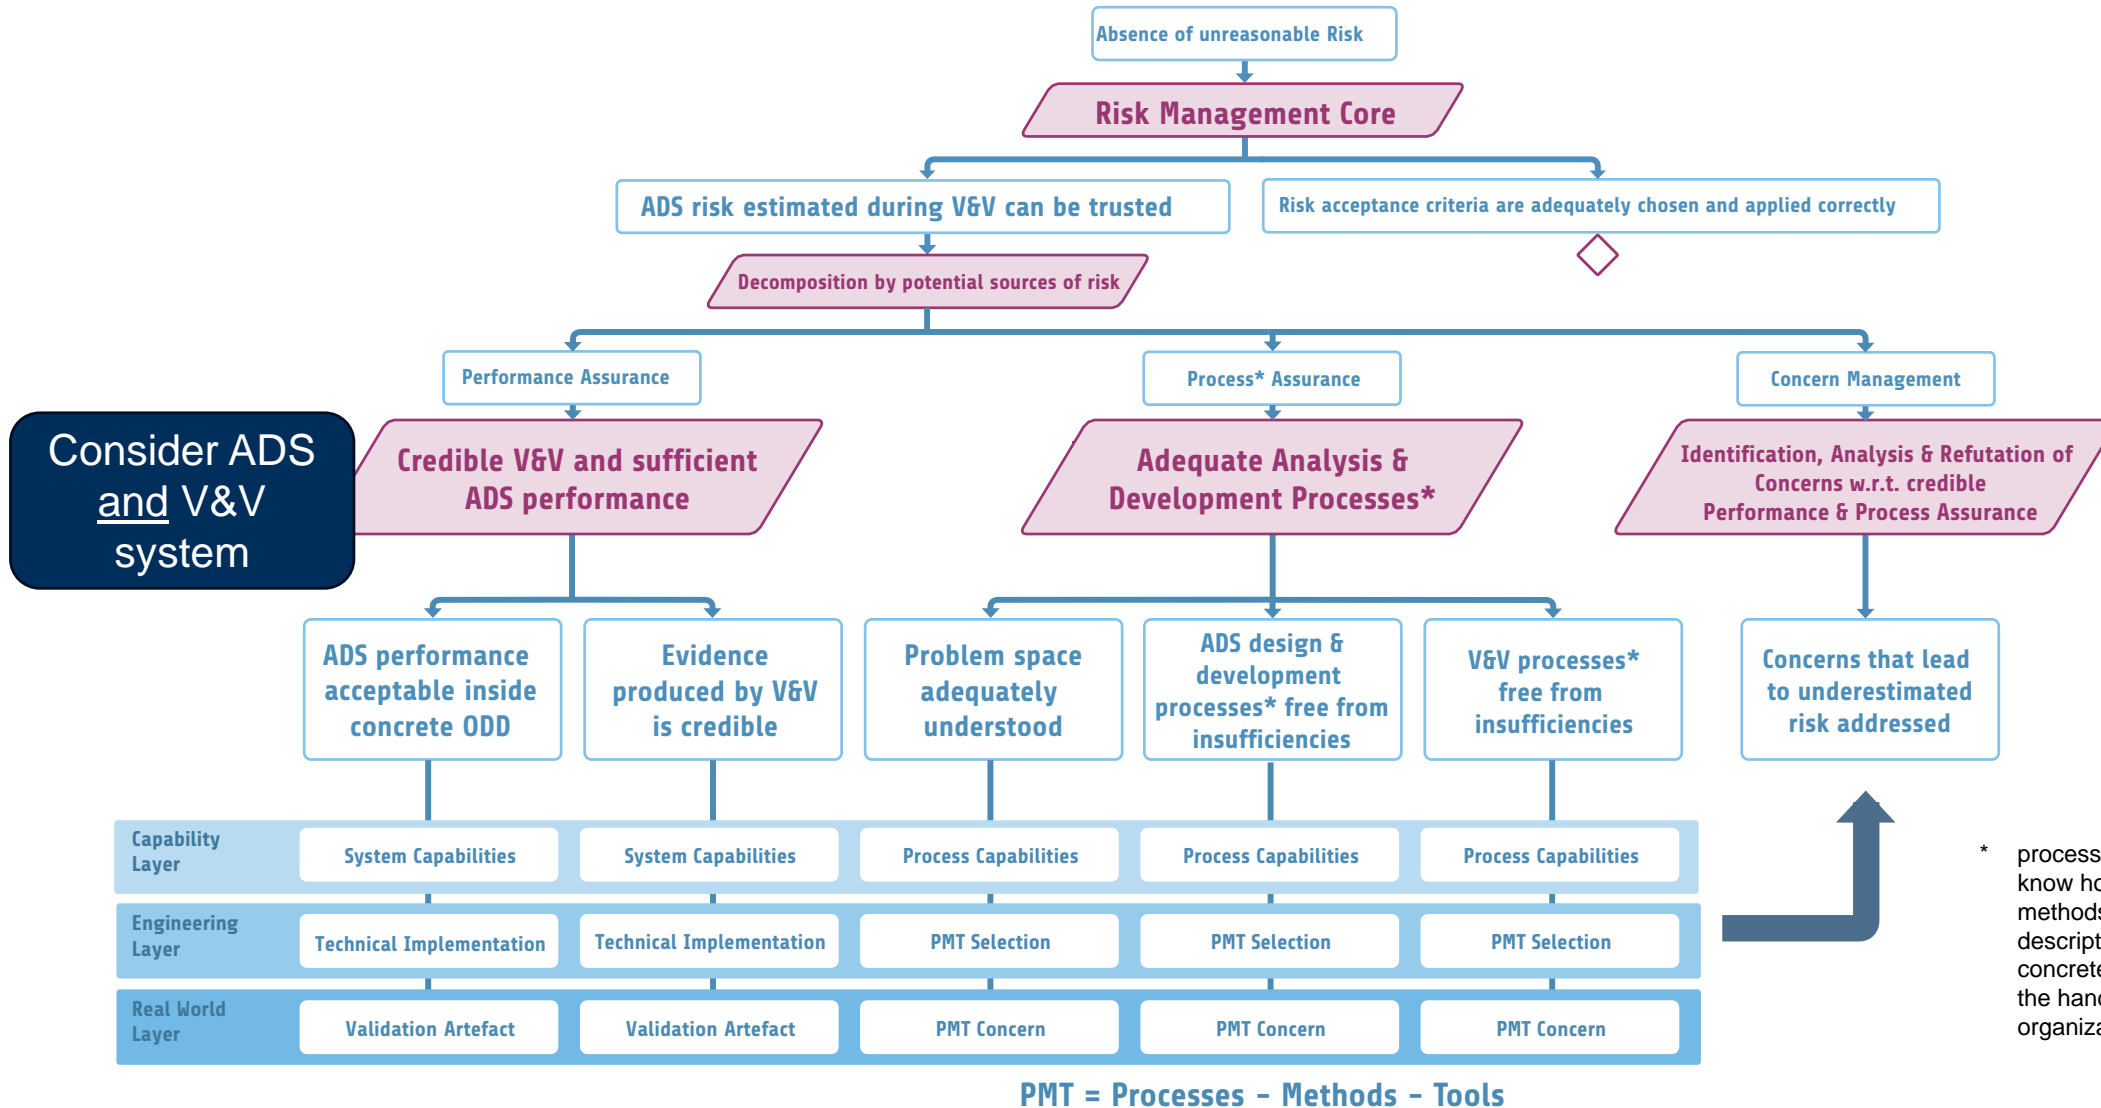 Absence of unreasonable Risk
Risk Management Core
ADS risk estimated during V&V can be trusted
Risk acceptance criteria are adequately chosen and applied correctly
Decomposition by potential sources of risk
Performance Assurance
Process* Assurance
Concern Management
Consider ADS
and V&V
system
Credible V&V and sufficient
ADS performance
Adequate Analysis &
Development Processes*
Identification, Analysis & Refutation of
Concerns w.r.t. credible
Performance & Process Assurance
ADS performance
acceptable inside
concrete ODD
Evidence
produced by V&V
is credible
Problem space
adequately
understood
ADS design &
development
processes* free from
insufficiencies
V&V processes*
free from
insufficiencies
Concerns that lead
to underestimated
risk addressed
Capability
Layer
System Capabilities
System Capabilities
Process Capabilities
Process Capabilities
Process Capabilities
Engineering
Layer
Technical Implementation
Technical Implementation
PMT Selection
PMT Selection
PMT Selection
Real World
Layer
Validation Artefact
Validation Artefact
PMT Concern
PMT Concern
PMT Concern
* process
know
methods
the
PMT = Processes - Methods - Tools